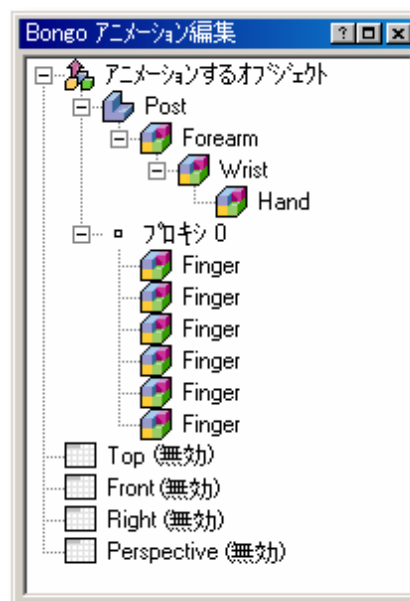 Bongo アニメーション編集
アニメーションするオブジェクト
Post
Forearm
Wrist
Hand
プロキシ 0
Finger
Finger
Finger
Finger
Finger
Finger
Top (無効)
Front (無効)
Right (無効)
Perspective (無効)